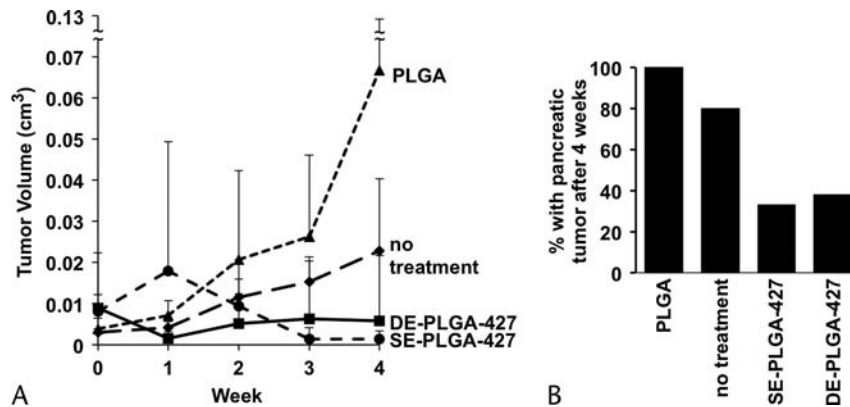 0.13
0.07
0.06
0.05
0.04
0.03
0.02
0.01
0
Tumor Volume (cm³)
PLGA
no
treatment
DE-PLGA-427
SE-PLGA-427
0 1 2 3 4
Week
A
100
80
60
40
20
0
% with pancreatic
tumor after 4 weeks
PLGA
no treatment
SE-PLGA-427
DE-PLGA-427
B